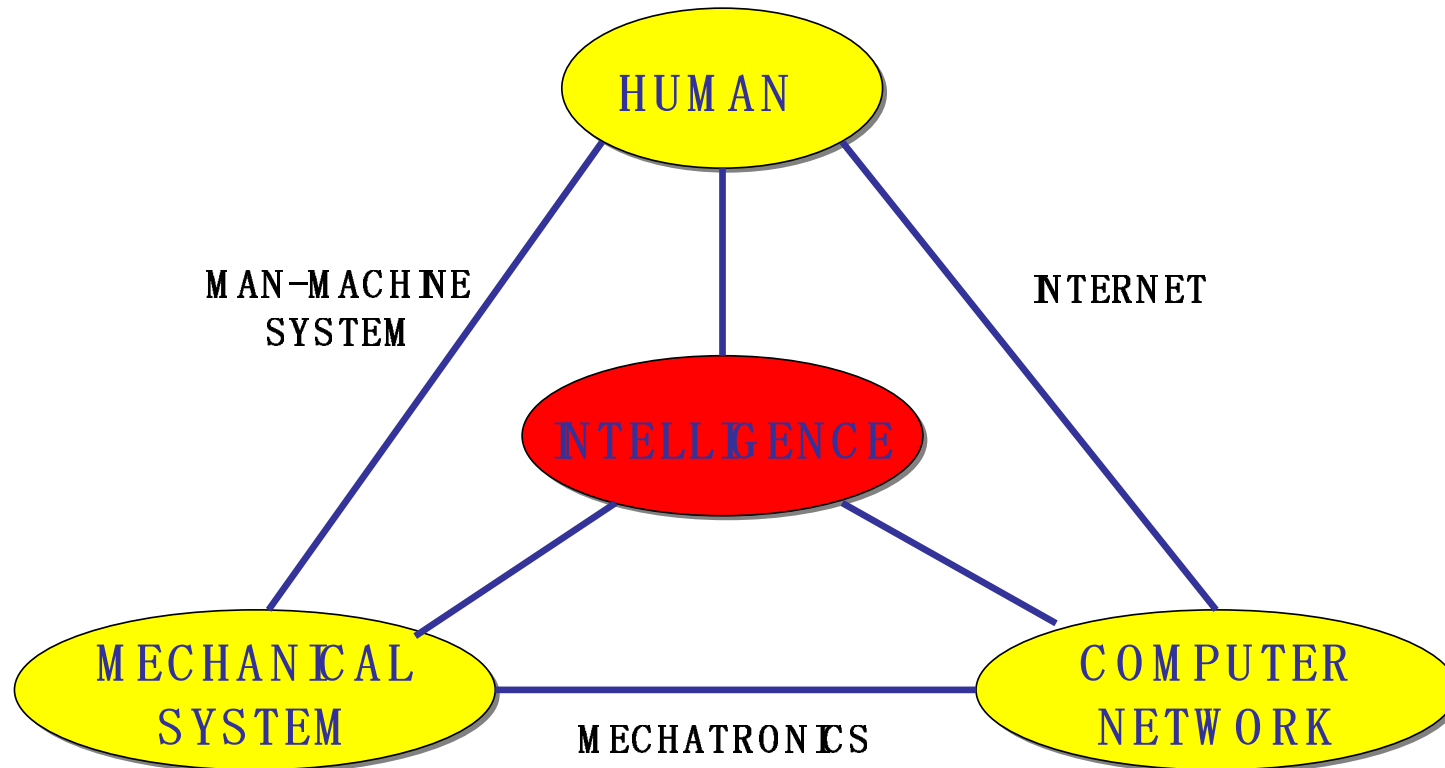 HUMAN
MAN-MACHINE
SYSTEM
INTERNET
INTELLIGENCE
MECHANICAL
SYSTEM
COMPUTER
NETWORK
MECHATRONICS